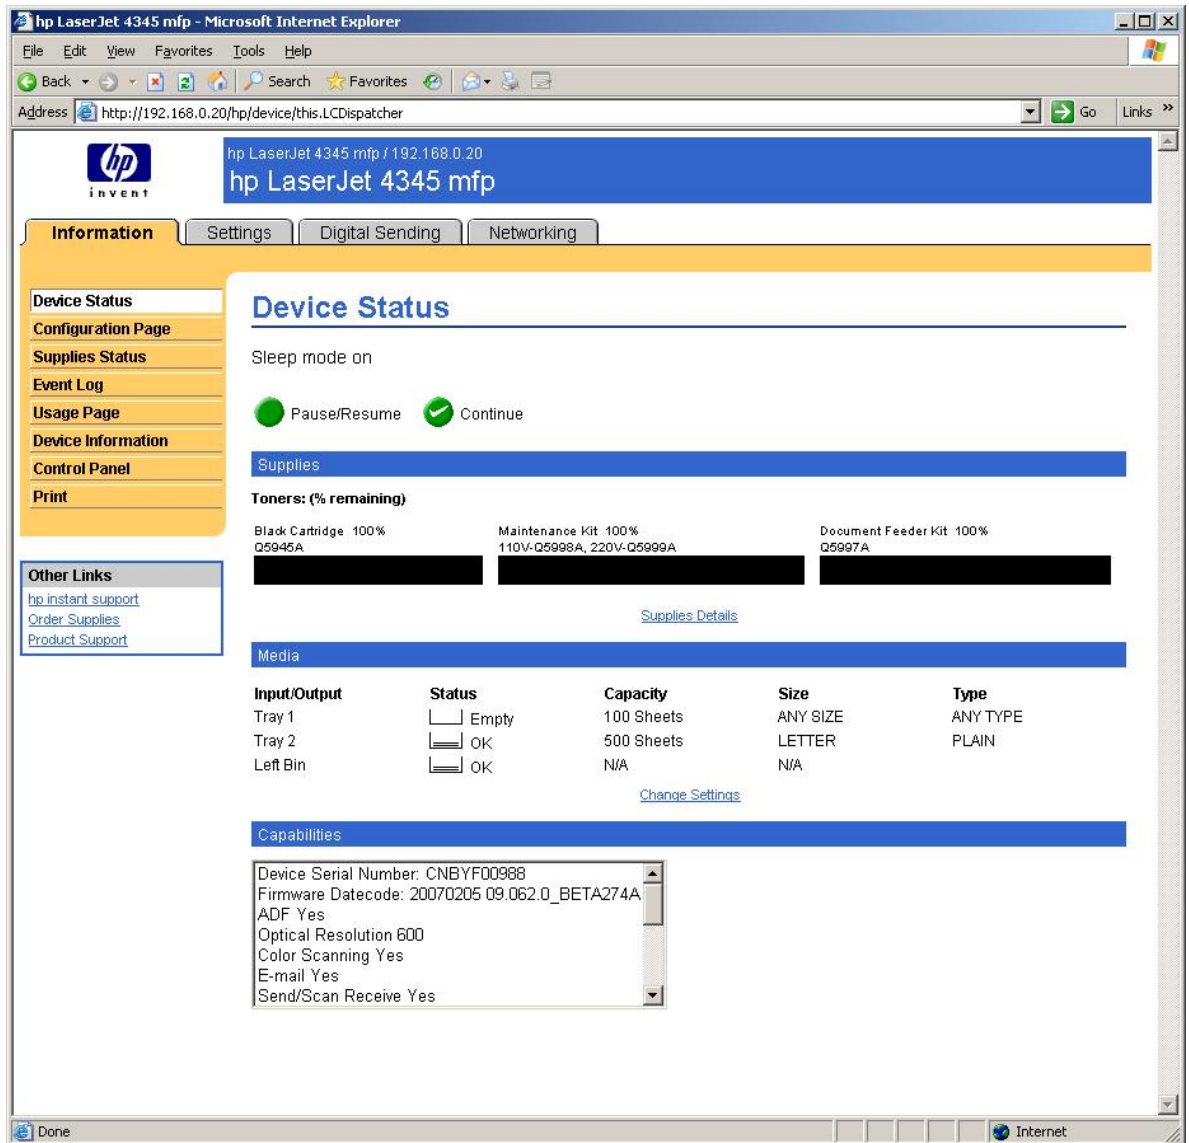 hp LaserJet 4345 mfp - Microsoft Internet Explorer
File Edit View Favorites Tools Help
Back Search Favorites
Address http://192.168.0.20/hp/device/this.LCDispatcher Go Links »
hp
invent
hp LaserJet 4345 mfp / 192.168.0.20
hp LaserJet 4345 mfp
Information Settings Digital Sending Networking
Device Status
Configuration Page
Supplies Status
Event Log
Usage Page
Device Information
Control Panel
Print
Other Links
hp instant support
Order Supplies
Product Support
Device Status
Sleep mode on
Pause/Resume Continue
Supplies
Toners: (% remaining)
Black Cartridge 100% Maintenance Kit 100% Document Feeder Kit 100%
Q5945A 110V-Q5998A, 220V-Q5999A Q5997A
Supplies Details
Media
Input/Output Status Capacity Size Type
Tray 1 Empty 100 Sheets ANY SIZE ANY TYPE
Tray 2 OK 500 Sheets LETTER PLAIN
Left Bin OK N/A N/A
Change Settings
Capabilities
Device Serial Number: CNBYF00988
Firmware Datecode: 20070205 09.062.0_BETA274A
ADF Yes
Optical Resolution 600
Color Scanning Yes
E-mail Yes
Send/Scan Receive Yes
Done Internet